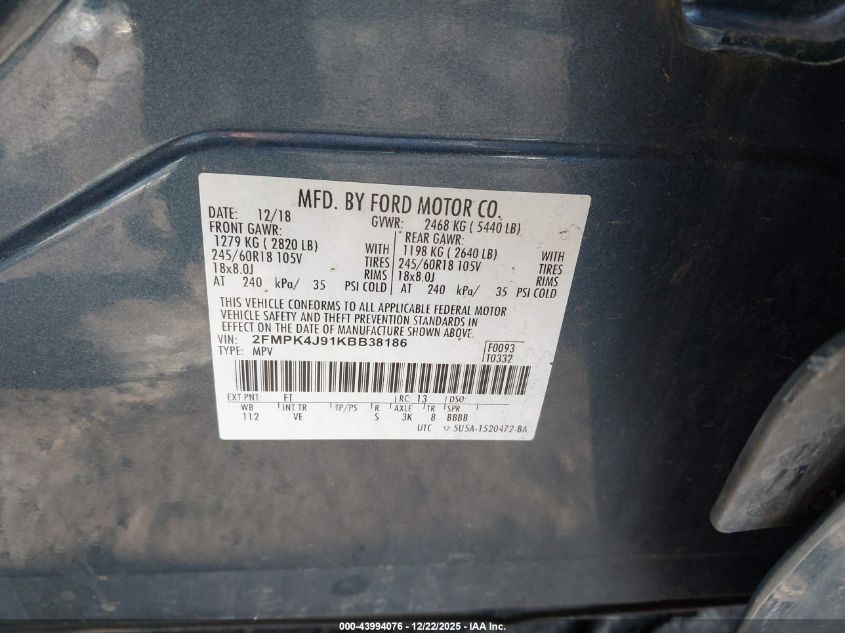 MFD. BY FORD MOTOR CO.
DATE: 12/18 GVWR: 2468 KG ( 5440 LB)
FRONT GAWR: REAR GAWR:
1279 KG ( 2820 LB) WITH 1198 KG ( 2640 LB) WITH
245/60R18 105V TIRES 245/60R18 105V TIRES
18x8.0J RIMS 18x8.0J RIMS
AT 240 kPa/ 35 PSI COLD AT 240 kPa/ 35 PSI COLD
THIS VEHICLE CONFORMS TO ALL APPLICABLE FEDERAL MOTOR
VEHICLE SAFETY AND THEFT PREVENTION STANDARDS IN
EFFECT ON THE DATE OF MANUFACTURE SHOWN ABOVE.
VIN: 2FMPK4J91KBB38186 F0093
TYPE: MPV T0332
EXT PNT: FT RC: 13 DSO:
WB INT TR TP/PS R AXLE TR SPR
112 VE S 3K 8 BBBB
UTC ▽ 5U5A-1520472-BA
000-43994076 | 12/22/2025 - IAA Inc.